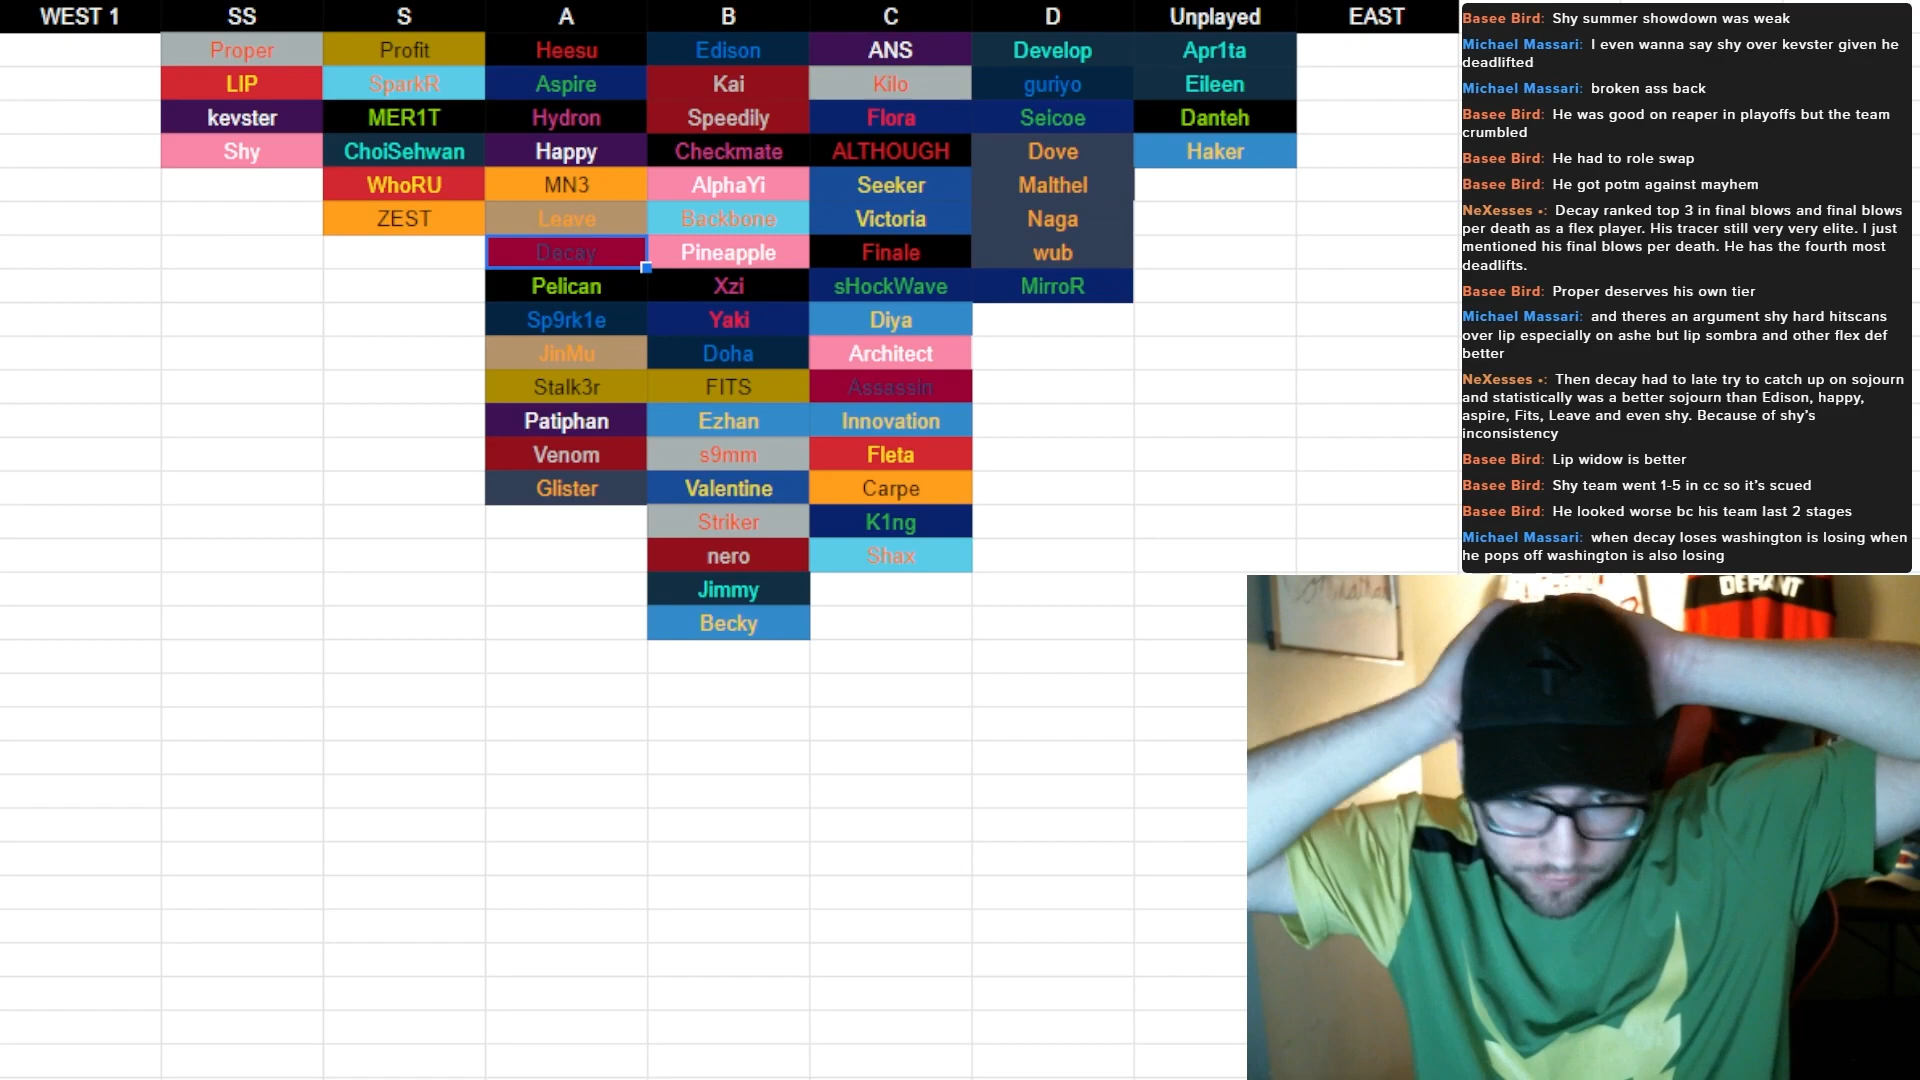 WEST 1 SS S A B C D Unplayed EAST
Proper Profit Heesu Edison ANS Develop Apr1ta
LIP SparkR Aspire Kai Kilo guriyo Eileen
kevster MER1T Hydron Speedily Flora Seicoe Danteh
Shy ChoiSehwan Happy Checkmate ALTHOUGH Dove Haker
WhoRU MN3 AlphaYi Seeker Malthel
ZEST Leave Backbone Victoria Naga
Decay Pineapple Finale wub
Pelican Xzi sHockWave MirroR
Sp9rk1e Yaki Diya
JinMu Doha Architect
Stalk3r FITS Assassin
Patiphan Ezhan Innovation
Venom s9mm Fleta
Glister Valentine Carpe
Striker K1ng
nero Shax
Jimmy
Becky
Basee Bird: Shy summer showdown was weak
Michael Massari: I even wanna say shy over kevster given he
deadlifted
Michael Massari: broken ass back
Basee Bird: He was good on reaper in playoffs but the team
crumbled
Basee Bird: He had to role swap
Basee Bird: He got potm against mayhem
NeXesses •: Decay ranked top 3 in final blows and final blows
per death as a flex player. His tracer still very very elite. I just
mentioned his final blows per death. He has the fourth most
deadlifts.
Basee Bird: Proper deserves his own tier
Michael Massari: and theres an argument shy hard hitscans
over lip especially on ashe but lip sombra and other flex def
better
NeXesses •: Then decay had to late try to catch up on sojourn
and statistically was a better sojourn than Edison, happy,
aspire, Fits, Leave and even shy. Because of shy's
inconsistency
Basee Bird: Lip widow is better
Basee Bird: Shy team went 1-5 in cc so it's scued
Basee Bird: He looked worse bc his team last 2 stages
Michael Massari: when decay loses washington is losing when
he pops off washington is also losing
DEFIANT